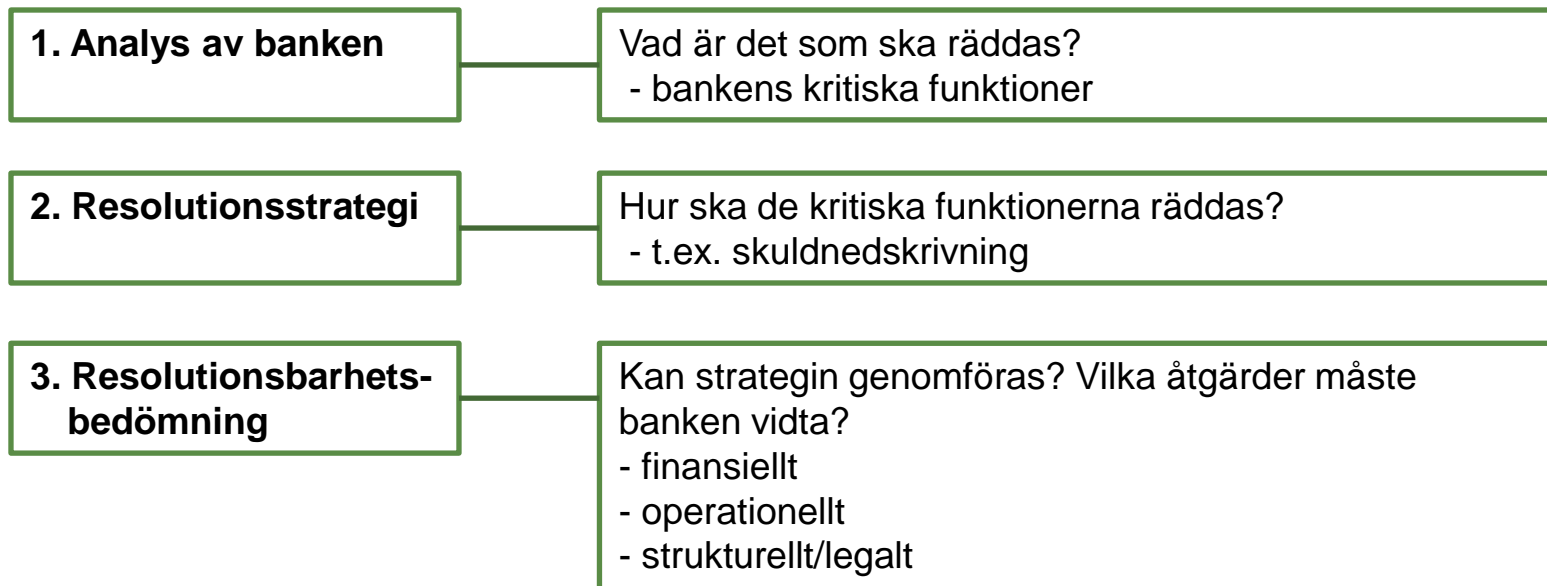 1. Analys av banken
Vad är det som ska räddas?
- bankens kritiska funktioner
2. Resolutionsstrategi
Hur ska de kritiska funktionerna räddas?
- t.ex. skuldnedskrivning
3. Resolutionsbarhets-
bedömning
Kan strategin genomföras? Vilka åtgärder måste
banken vidta?
- finansiellt
- operationellt
- strukturellt/legalt